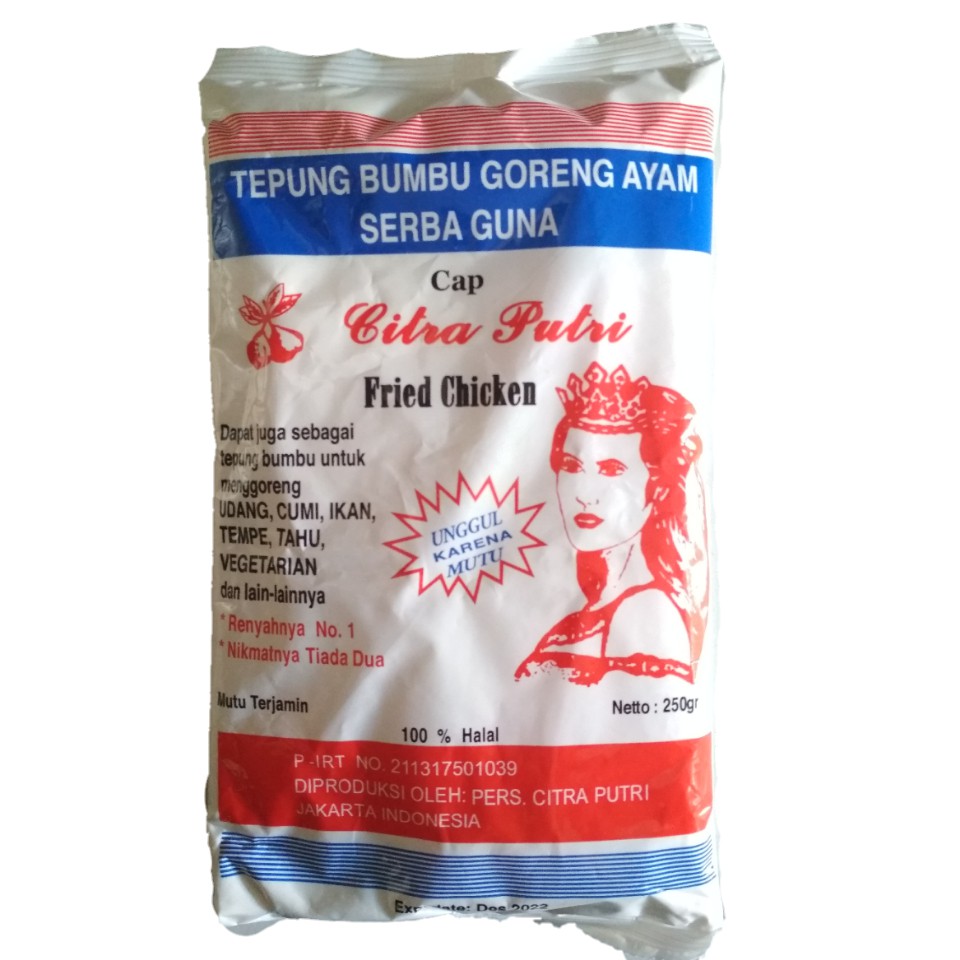 TEPUNG BUMBU GORENG AYAM
SERBA GUNA
Cap
Citra Putri
Fried Chicken
Dapat juga sebagai
tepung bumbu untuk
menggoreng
UDANG, CUMI, IKAN,
TEMPE, TAHU,
VEGETARIAN
dan lain-lainnya
* Renyahnya No. 1
* Nikmatnya Tiada Dua
UNGGUL
KARENA
MUTU
Mutu Terjamin
Netto : 250gr
100 % Halal
P -IRT NO. 211317501039
DIPRODUKSI OLEH: PERS. CITRA PUTRI
JAKARTA INDONESIA
Des 2022